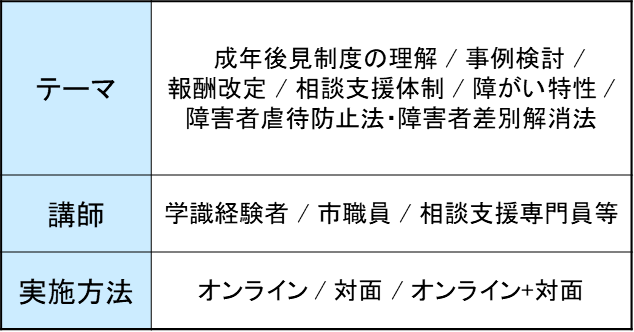 テーマ
成年後見制度の理解 / 事例検討 /
報酬改定 / 相談支援体制 / 障がい特性 /
障害者虐待防止法・障害者差別解消法
講師
学識経験者 / 市職員 / 相談支援専門員等
実施方法
オンライン / 対面 / オンライン+対面